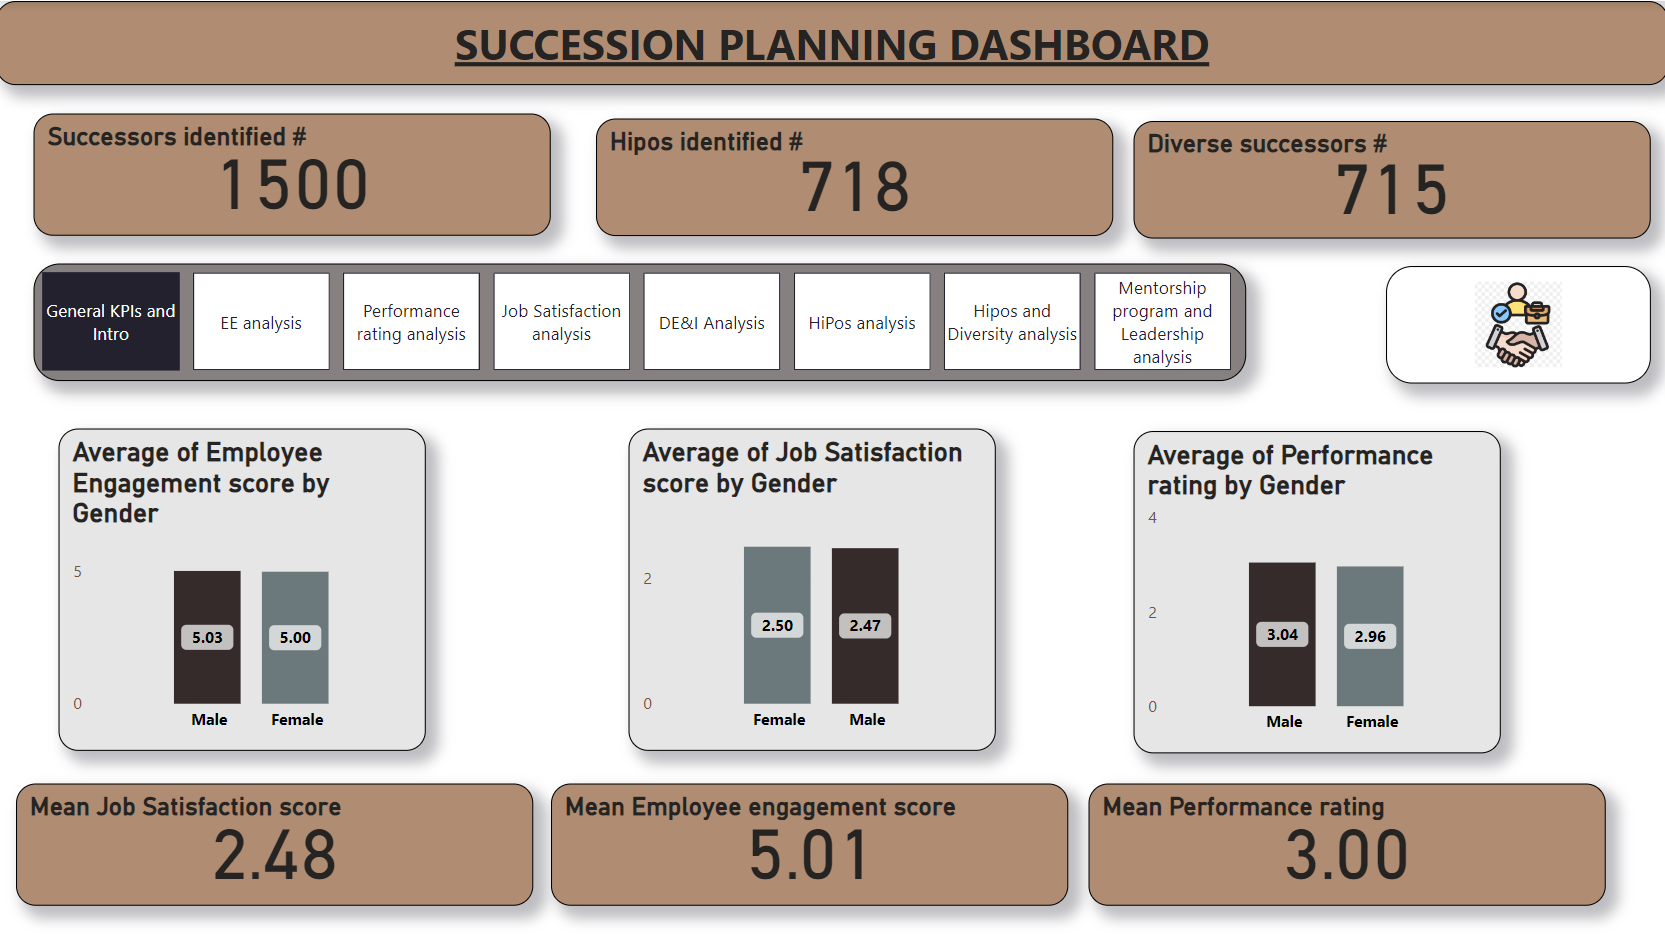 SUCCESSION PLANNING DASHBOARD
Successors identified #
1500
Hipos identified #
718
Diverse successors #
715
General KPIs and
Intro
EE analysis
Performance
rating analysis
Job Satisfaction
analysis
DE&I Analysis
HiPos analysis
Hipos and
Diversity analysis
Mentorship
program and
Leadership
analysis
Average of Employee
Engagement score by
Gender
5
0
5.03
5.00
Male
Female
Average of Job Satisfaction
score by Gender
2
0
2.50
2.47
Female
Male
Average of Performance
rating by Gender
4
2
0
3.04
2.96
Male
Female
Mean Job Satisfaction score
2.48
Mean Employee engagement score
5.01
Mean Performance rating
3.00